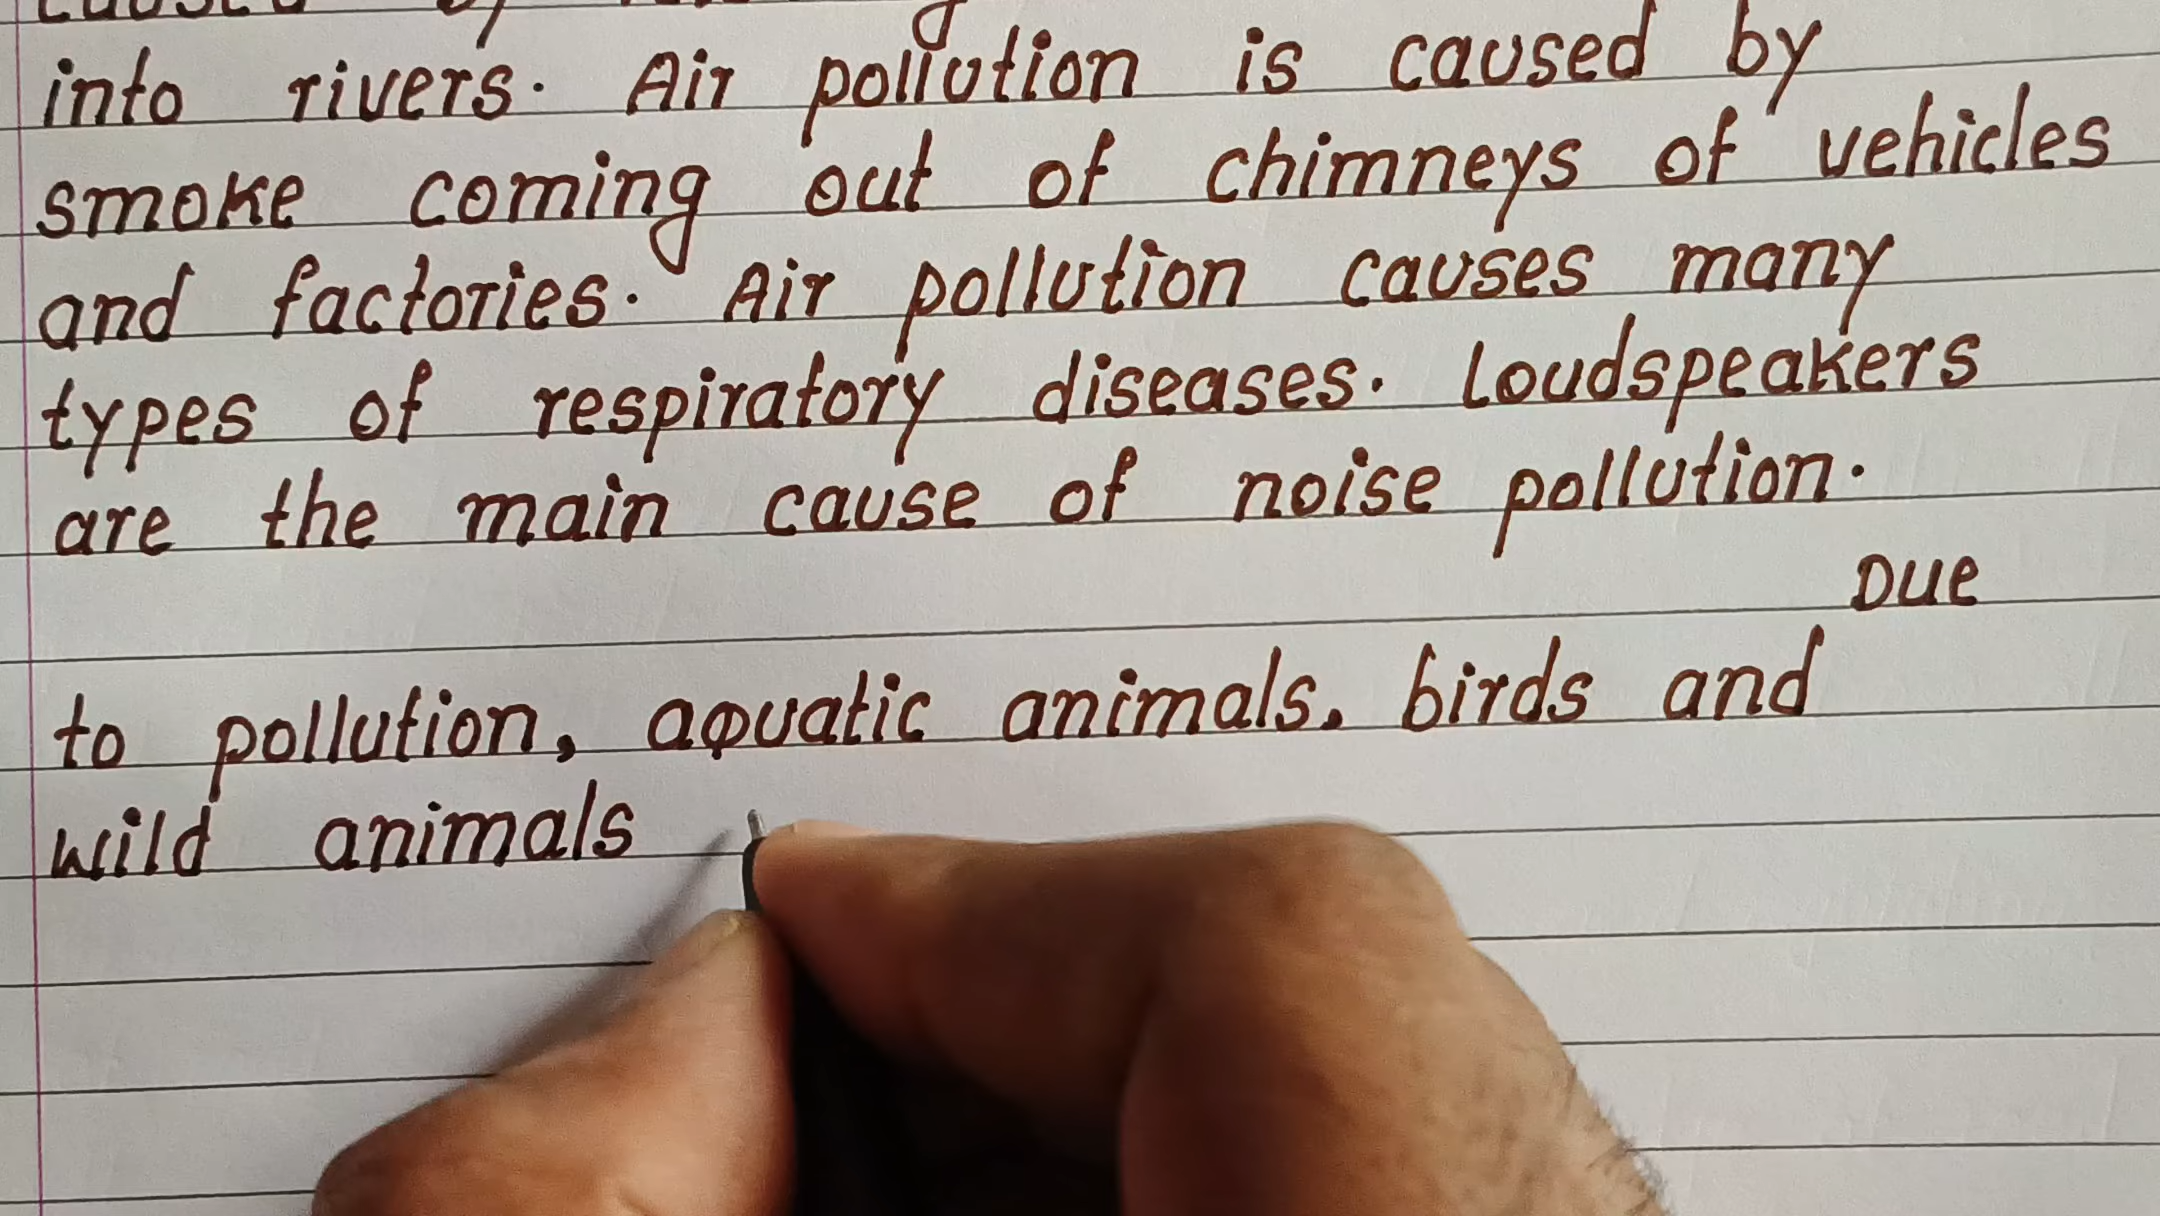 into rivers. Air pollution is caused by
smoke coming out of chimneys of vehicles
and factories. Air pollution causes many
types of respiratory diseases. Loudspeakers
are the main cause of noise pollution.
Due
to pollution, aquatic animals, birds and
wild animals